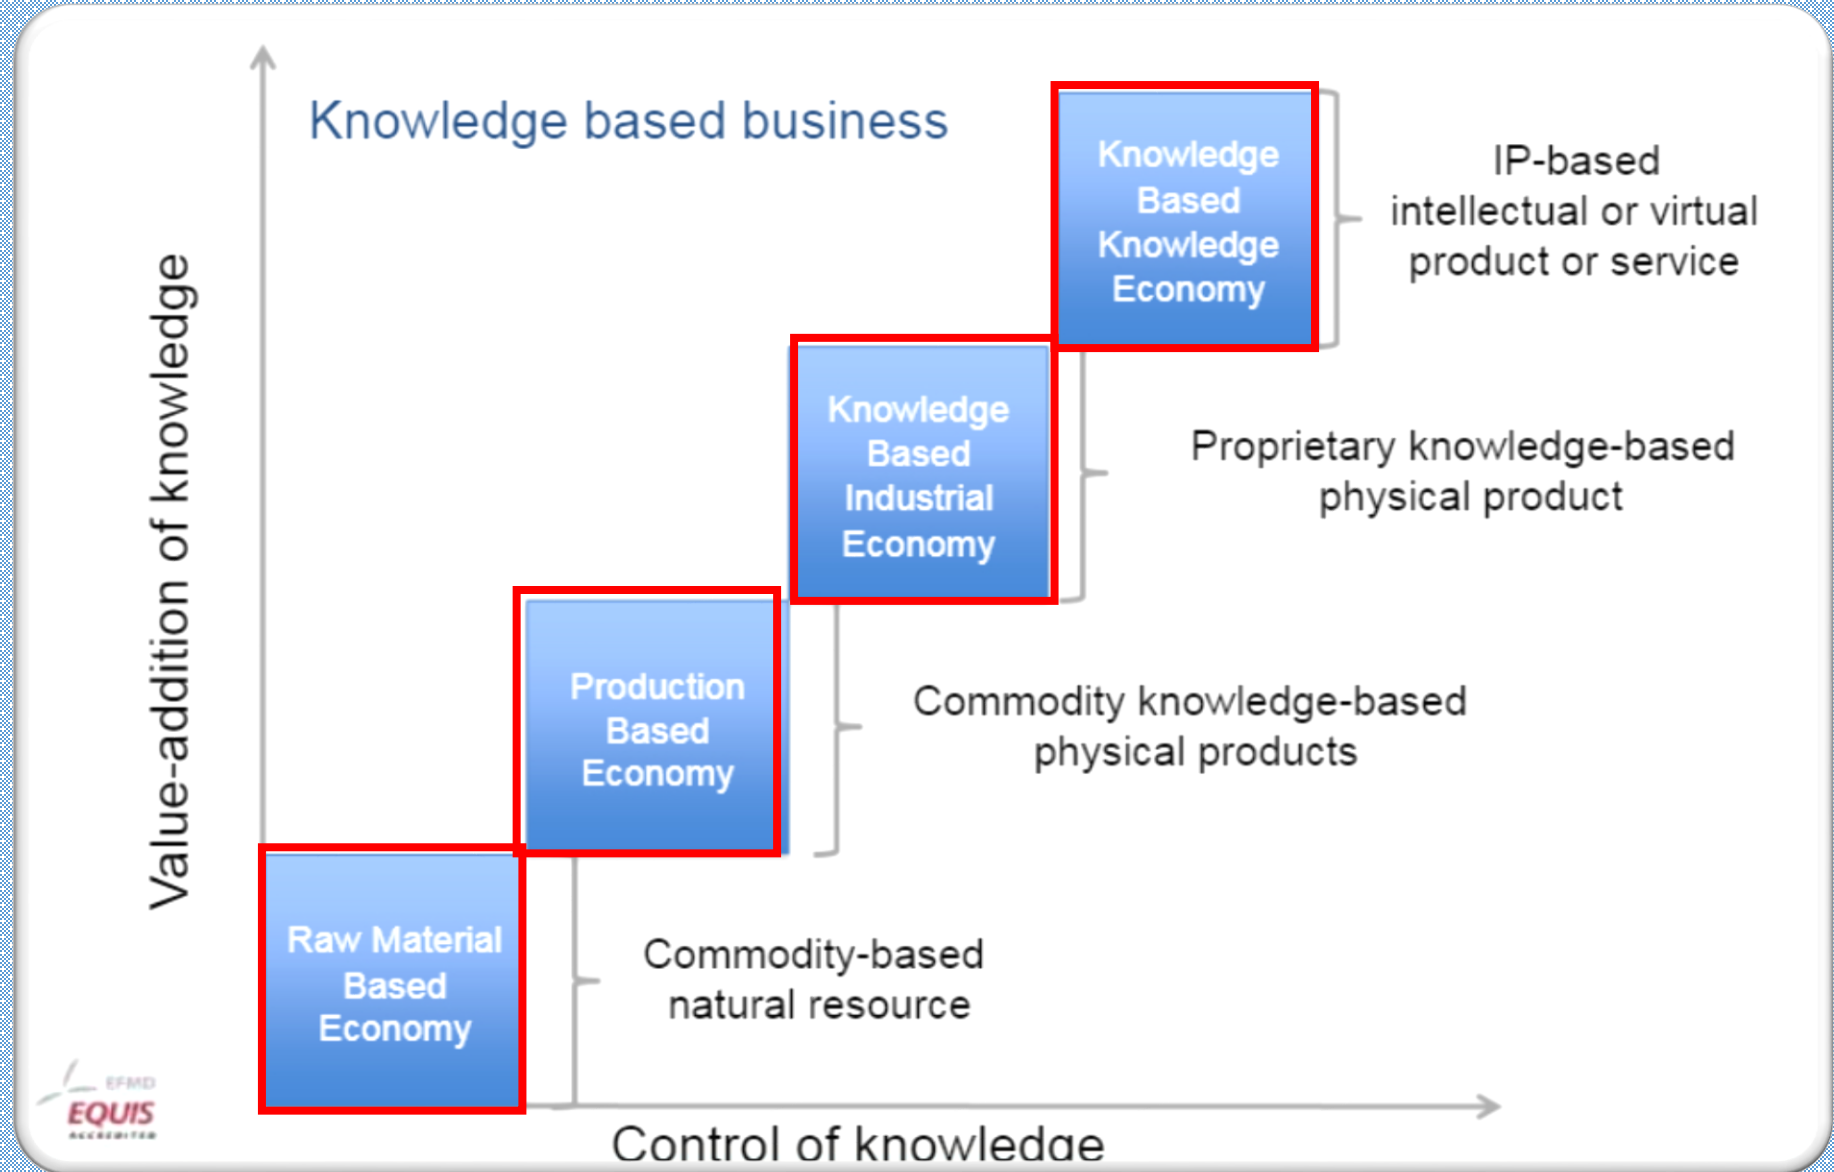 Knowledge based business
Knowledge
Based
Knowledge
Economy
IP-based
intellectual or virtual
product or service
Knowledge
Based
Industrial
Economy
Proprietary knowledge-based
physical product
Production
Based
Economy
Commodity knowledge-based
physical products
Raw Material
Based
Economy
Commodity-based
natural resource
Value-addition of knowledge
Control of knowledge
EFMD
EQUIS
ACCREDITED